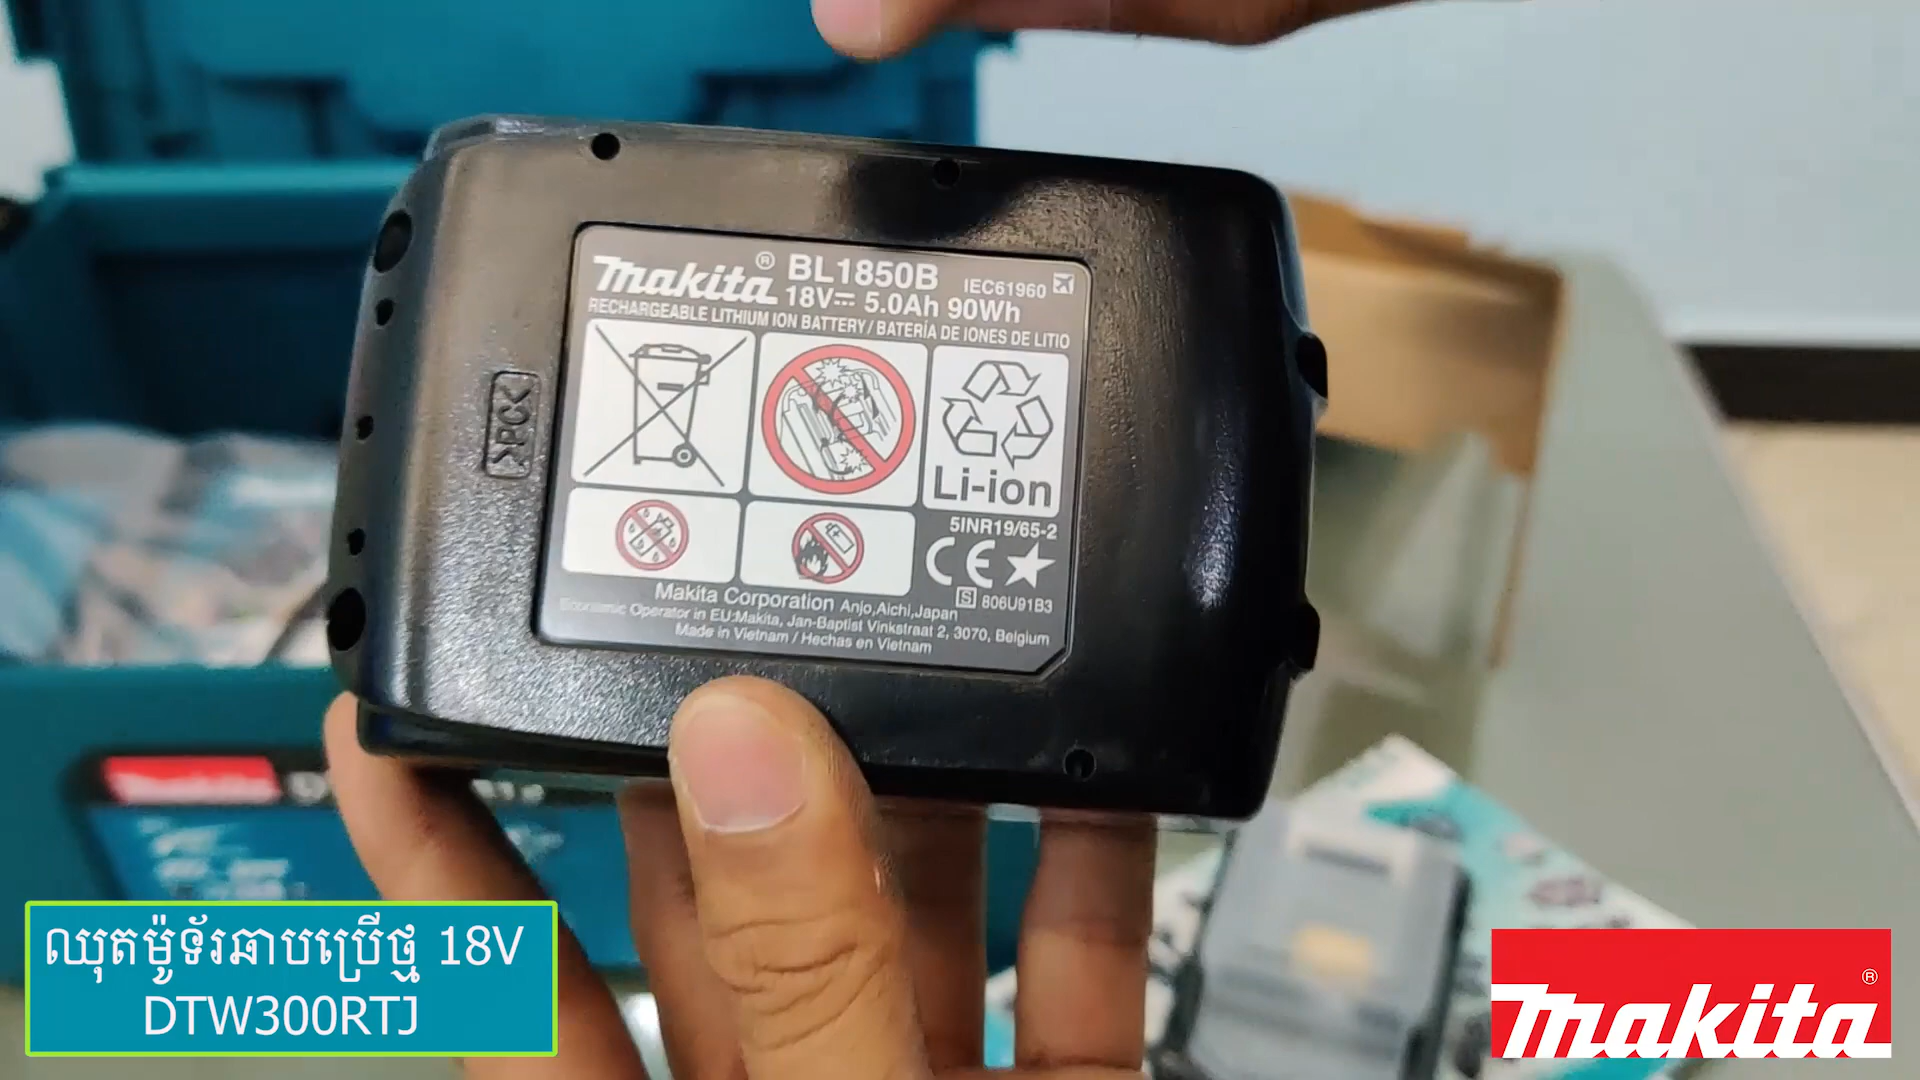 makita® BL1850B IEC61960
18V 5.0Ah 90Wh
RECHARGEABLE LITHIUM ION BATTERY / BATERÍA DE IONES DE LITIO
>PC<
Li-ion
5INR19/65-2
CE
S 806U91B3
Makita Corporation Anjo,Aichi,Japan
Economic Operator in EU:Makita, Jan-Baptist Vinkstraat 2, 3070, Belgium
Made in Vietnam / Hechas en Vietnam
makita
ឈុតម៉ូទ័រឆាបប្រើថ្ម 18V
DTW300RTJ
makita®